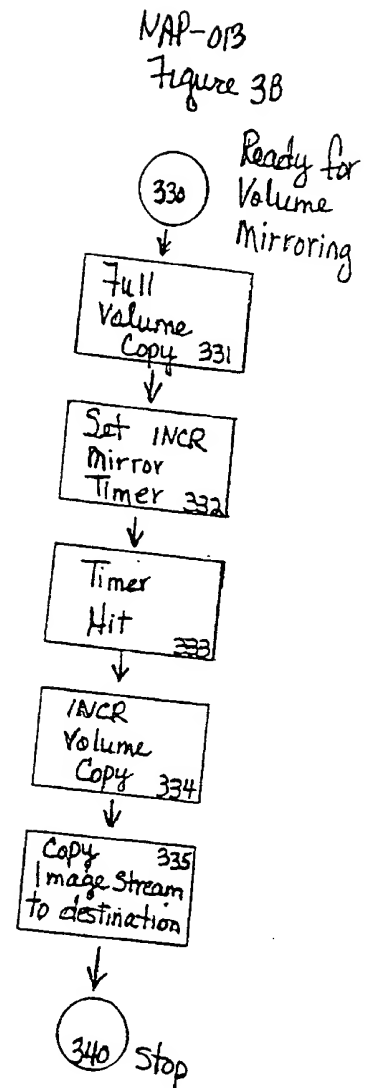 NAP-013
Figure 3B
Ready for
Volume
Mirroring
330
Full
Volume
Copy 331
Set INCR
Mirror
Timer 332
Timer
Hit
333
INCR
Volume
Copy 334
Copy 335
Image Stream
to destination
340 Stop